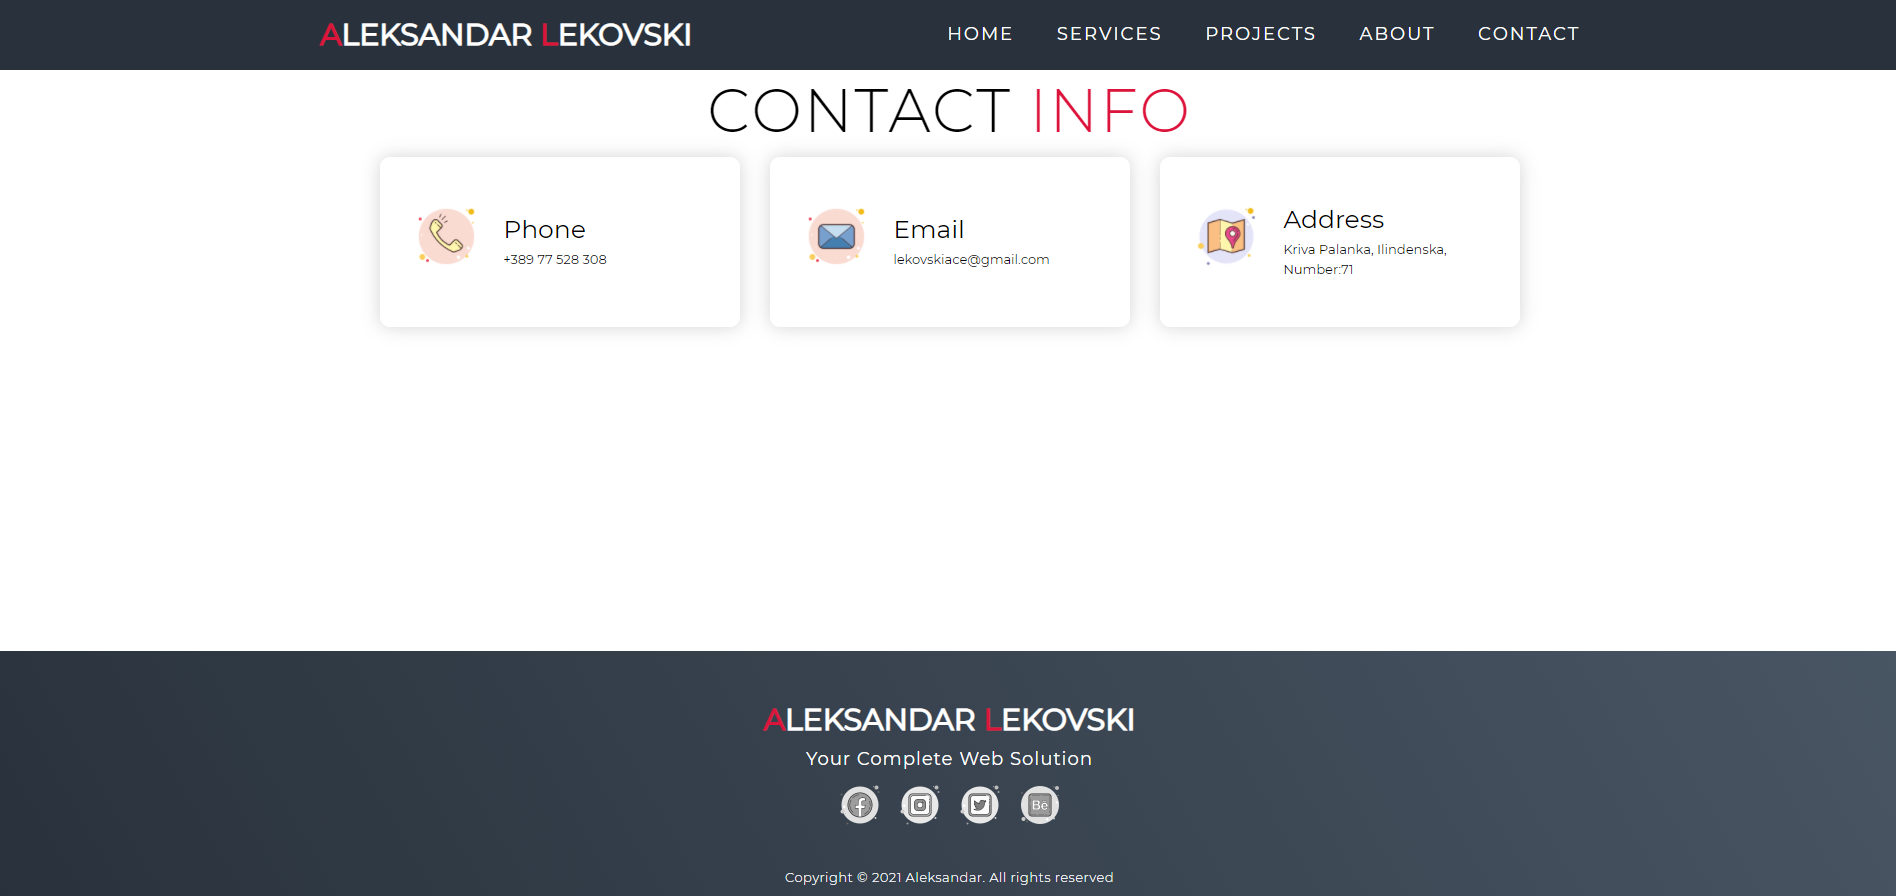 ALEKSANDAR LEKOVSKI
HOME SERVICES PROJECTS ABOUT CONTACT
CONTACT INFO
Phone
+389 77 528 308
Email
lekovskiace@gmail.com
Address
Kriva Palanka, Ilindenska,
Number:71
ALEKSANDAR LEKOVSKI
Your Complete Web Solution
Bē
Copyright © 2021 Aleksandar. All rights reserved